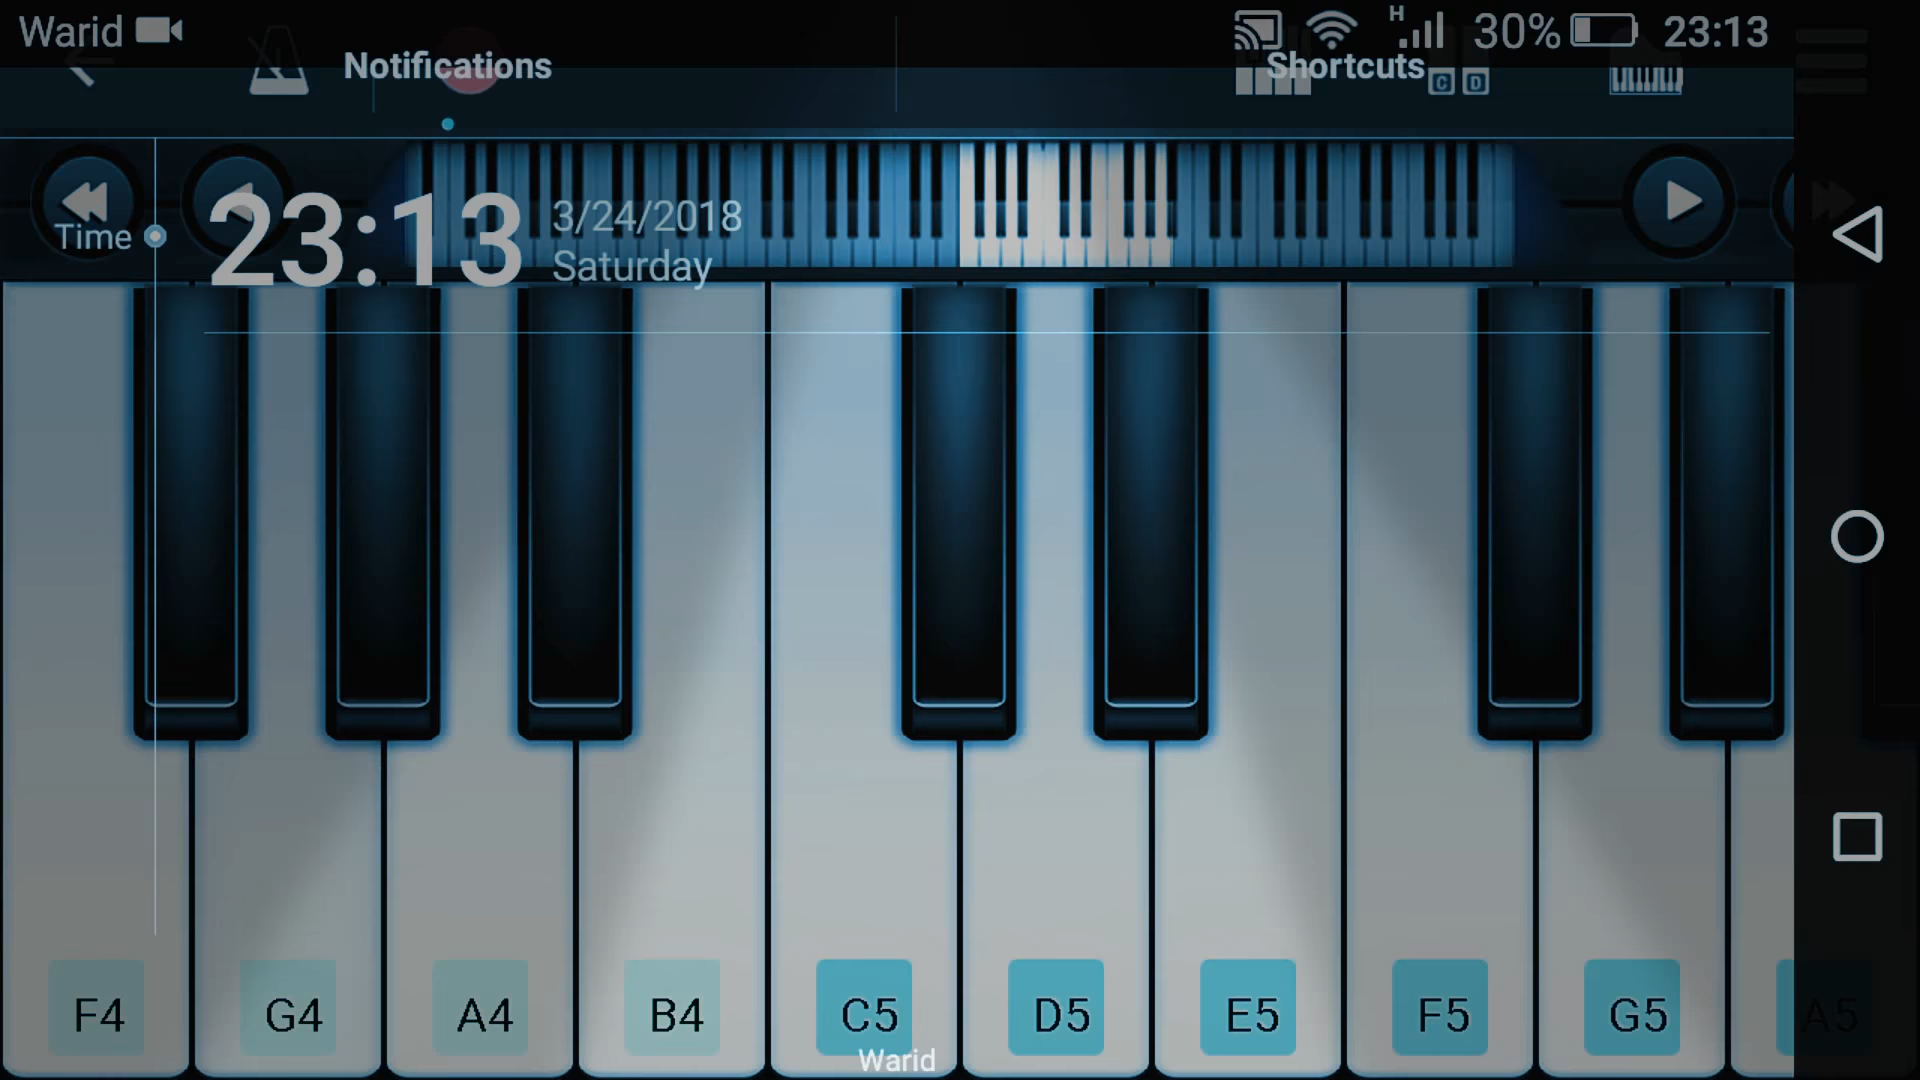 Warid H 30% 23:13
Notifications Shortcuts
C D
Time 23:13 3/24/2018
Saturday
F4 G4 A4 B4 C5 D5 E5 F5 G5 A5
Warid